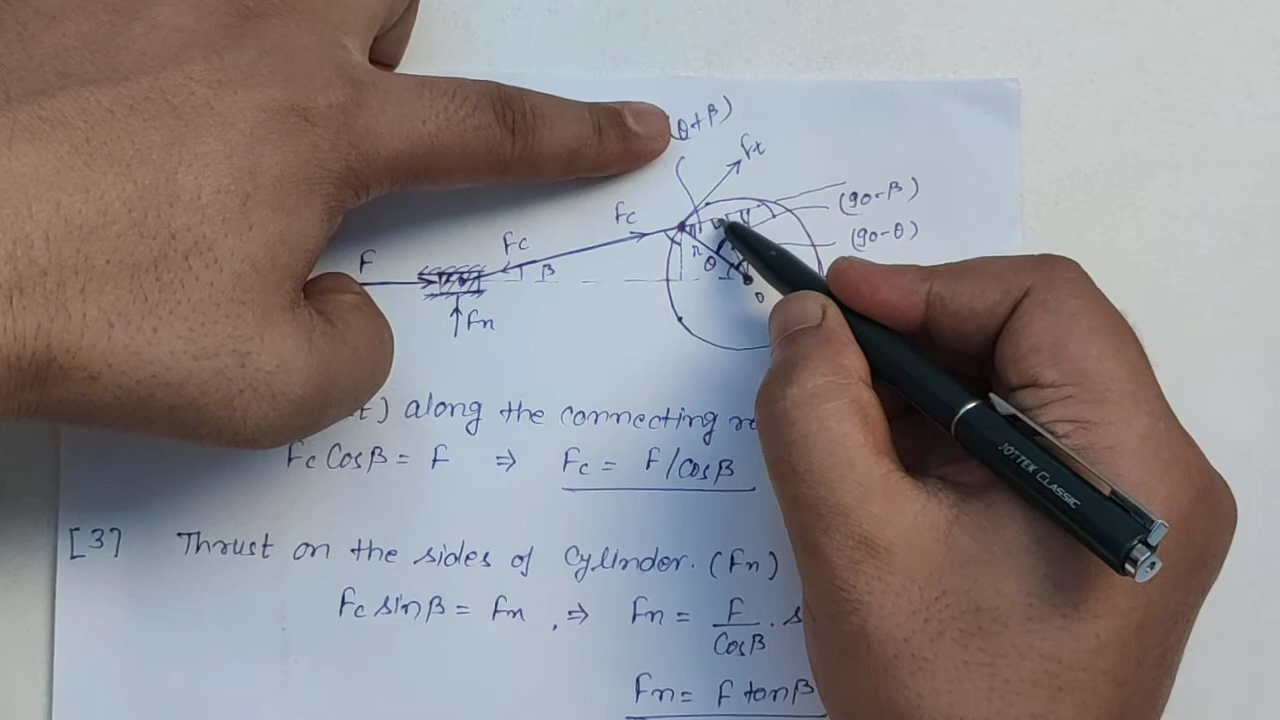 θ+β)
Ft
(90-β)
Fc
(90-θ)
Fc
F
β
r
θ
O
Fn
) along the connecting
Fc Cosβ = F ⇒ Fc = F/Cosβ
[3] Thrust on the sides of Cylinder. (Fn)
Fc sinβ = Fn , ⇒ Fn = F/Cosβ .
Fn = F tanβ
JOTTEK CLASSIC